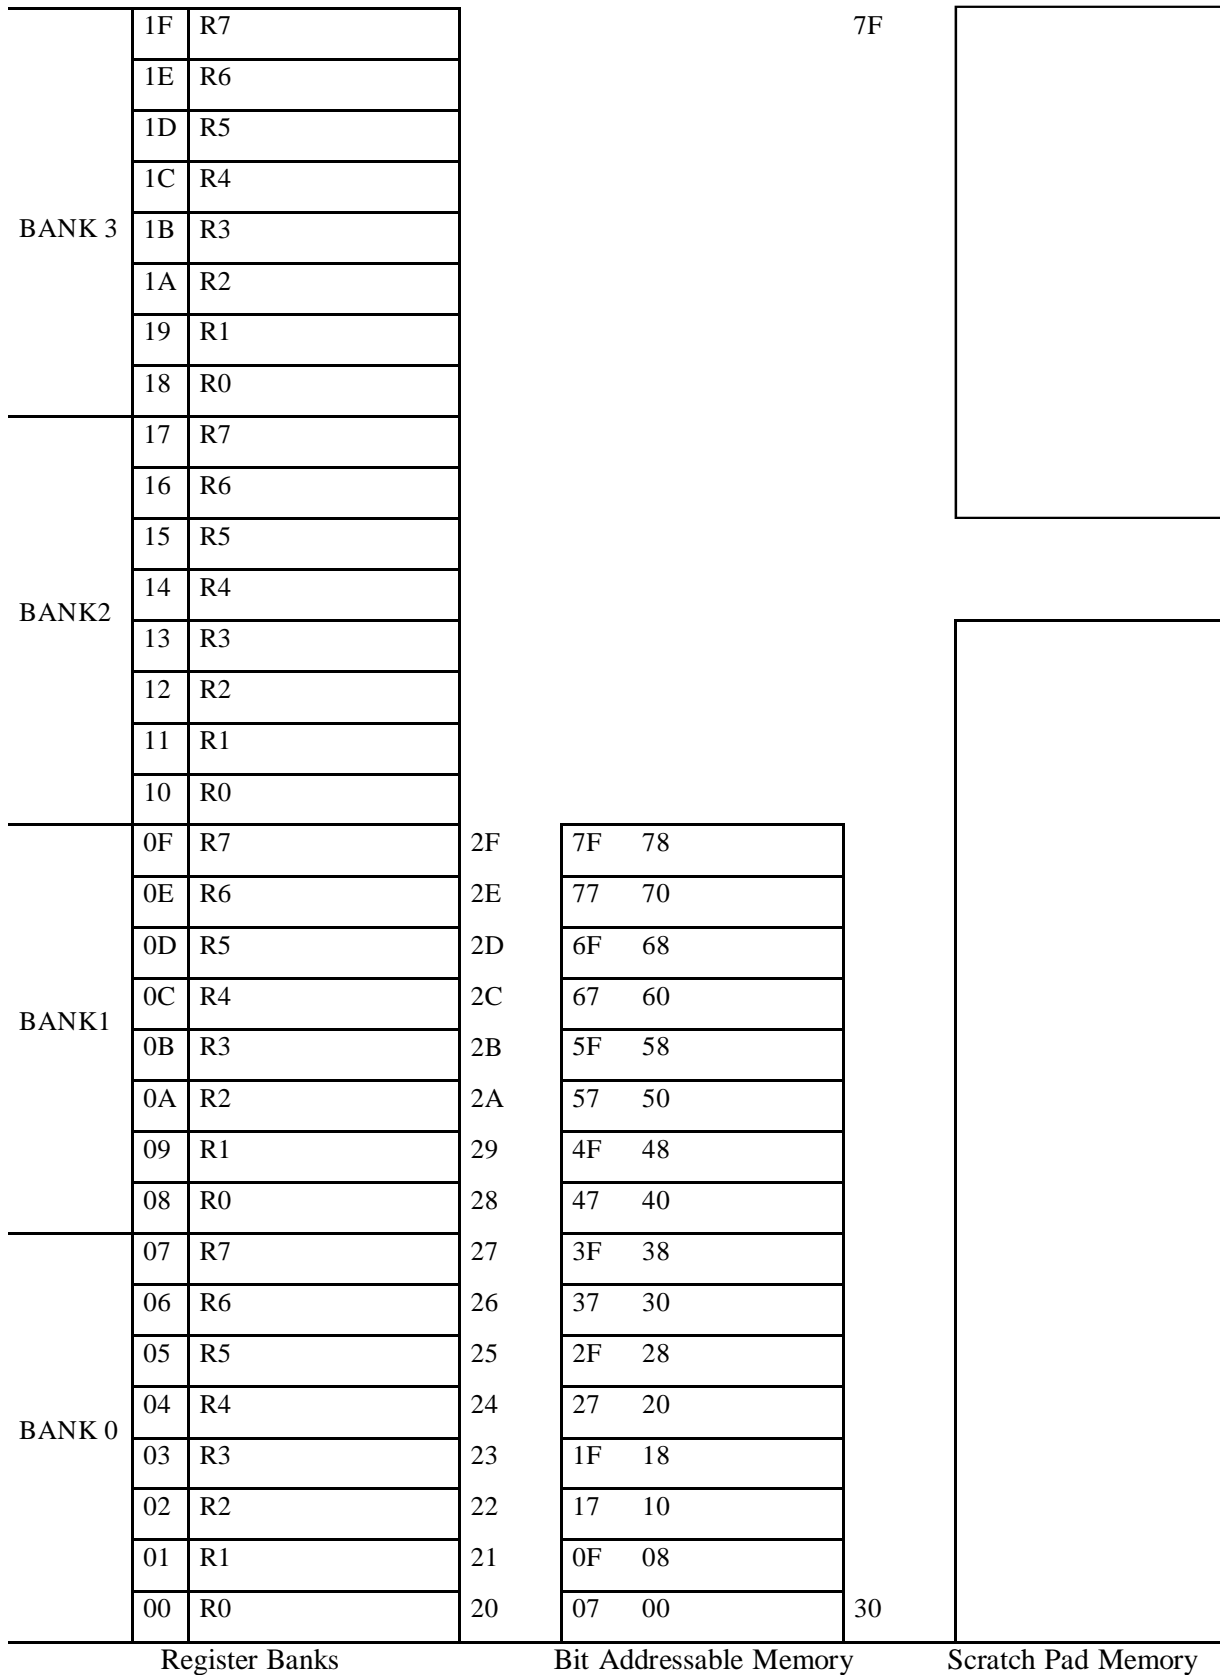 1F R7 7F
1E R6
1D R5
1C R4
BANK 3 1B R3
1A R2
19 R1
18 R0
17 R7
16 R6
15 R5
14 R4
BANK2
13 R3
12 R2
11 R1
10 R0
0F R7 2F 7F 78
0E R6 2E 77 70
0D R5 2D 6F 68
0C R4 2C 67 60
BANK1
0B R3 2B 5F 58
0A R2 2A 57 50
09 R1 29 4F 48
08 R0 28 47 40
07 R7 27 3F 38
06 R6 26 37 30
05 R5 25 2F 28
04 R4 24 27 20
BANK 0
03 R3 23 1F 18
02 R2 22 17 10
01 R1 21 0F 08
00 R0 20 07 00 30
Register Banks Bit Addressable Memory Scratch Pad Memory